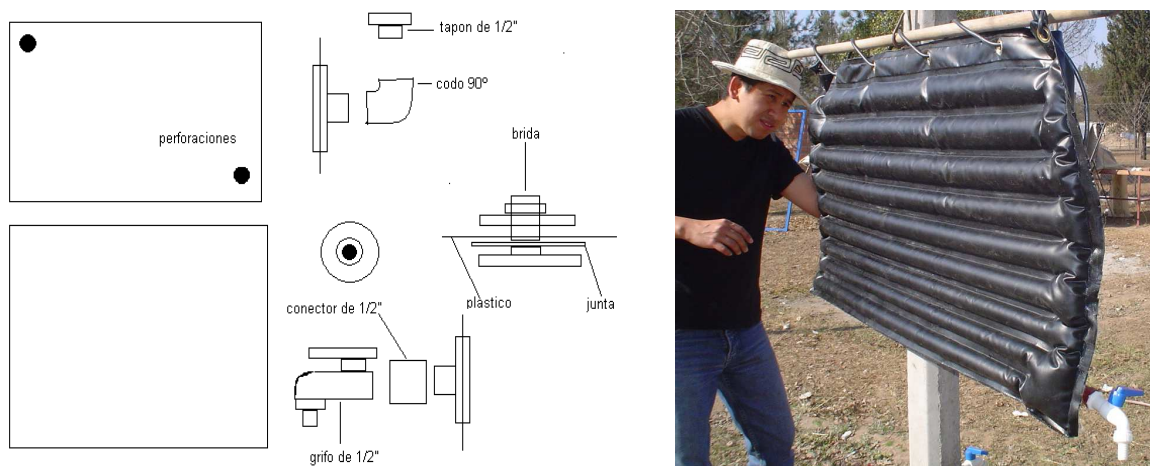 tapon de 1/2"
codo 90º
perforaciones
brida
plastico
junta
conector de 1/2"
grifo de 1/2"